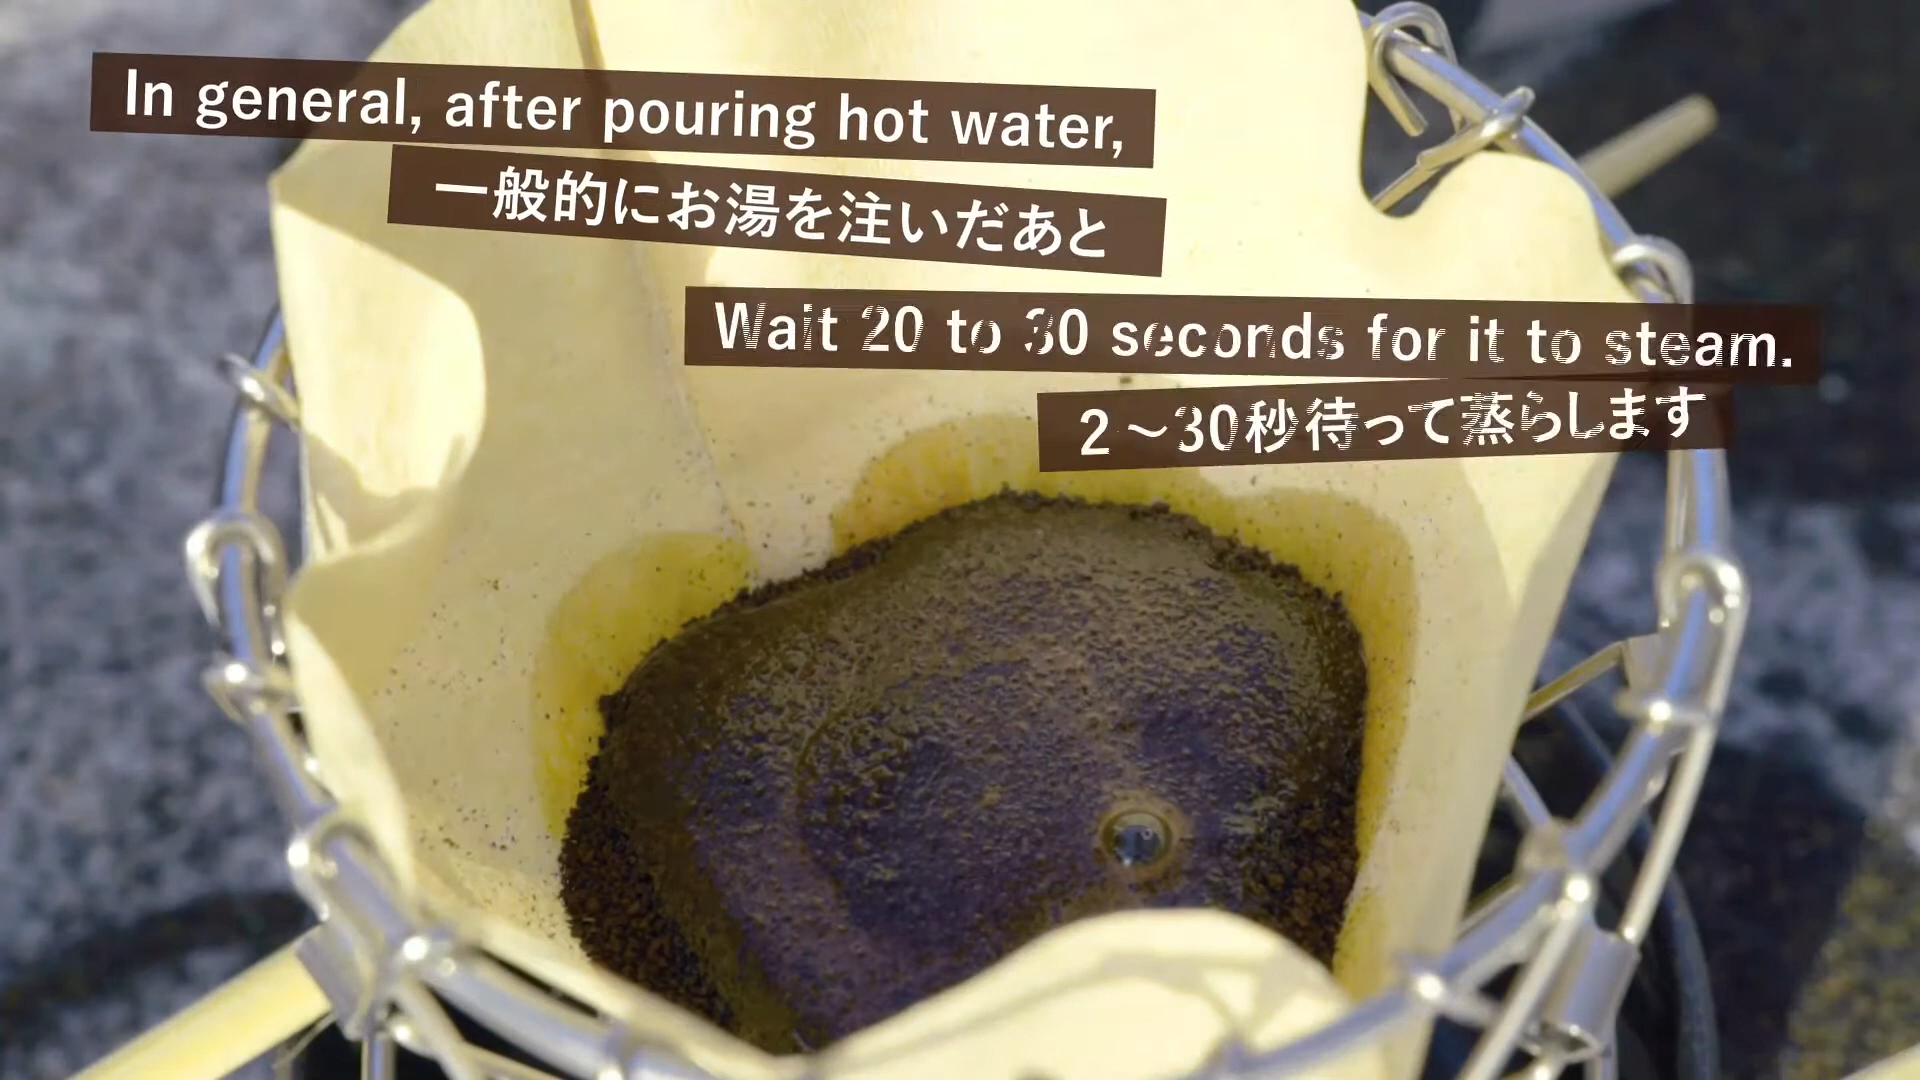 In general, after pouring hot water,
一般的にお湯を注いだあと
Wait 20 to 30 seconds for it to steam.
2～30秒待って蒸らします